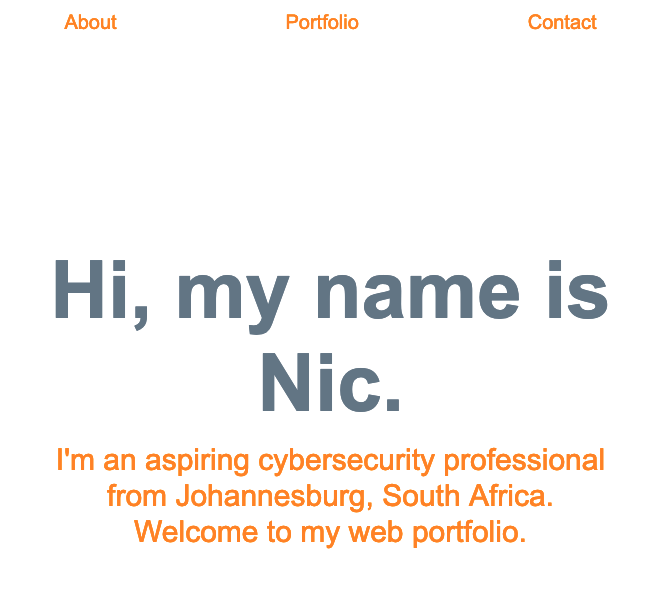 About Portfolio Contact
Hi, my name is
Nic.
I'm an aspiring cybersecurity professional
from Johannesburg, South Africa.
Welcome to my web portfolio.